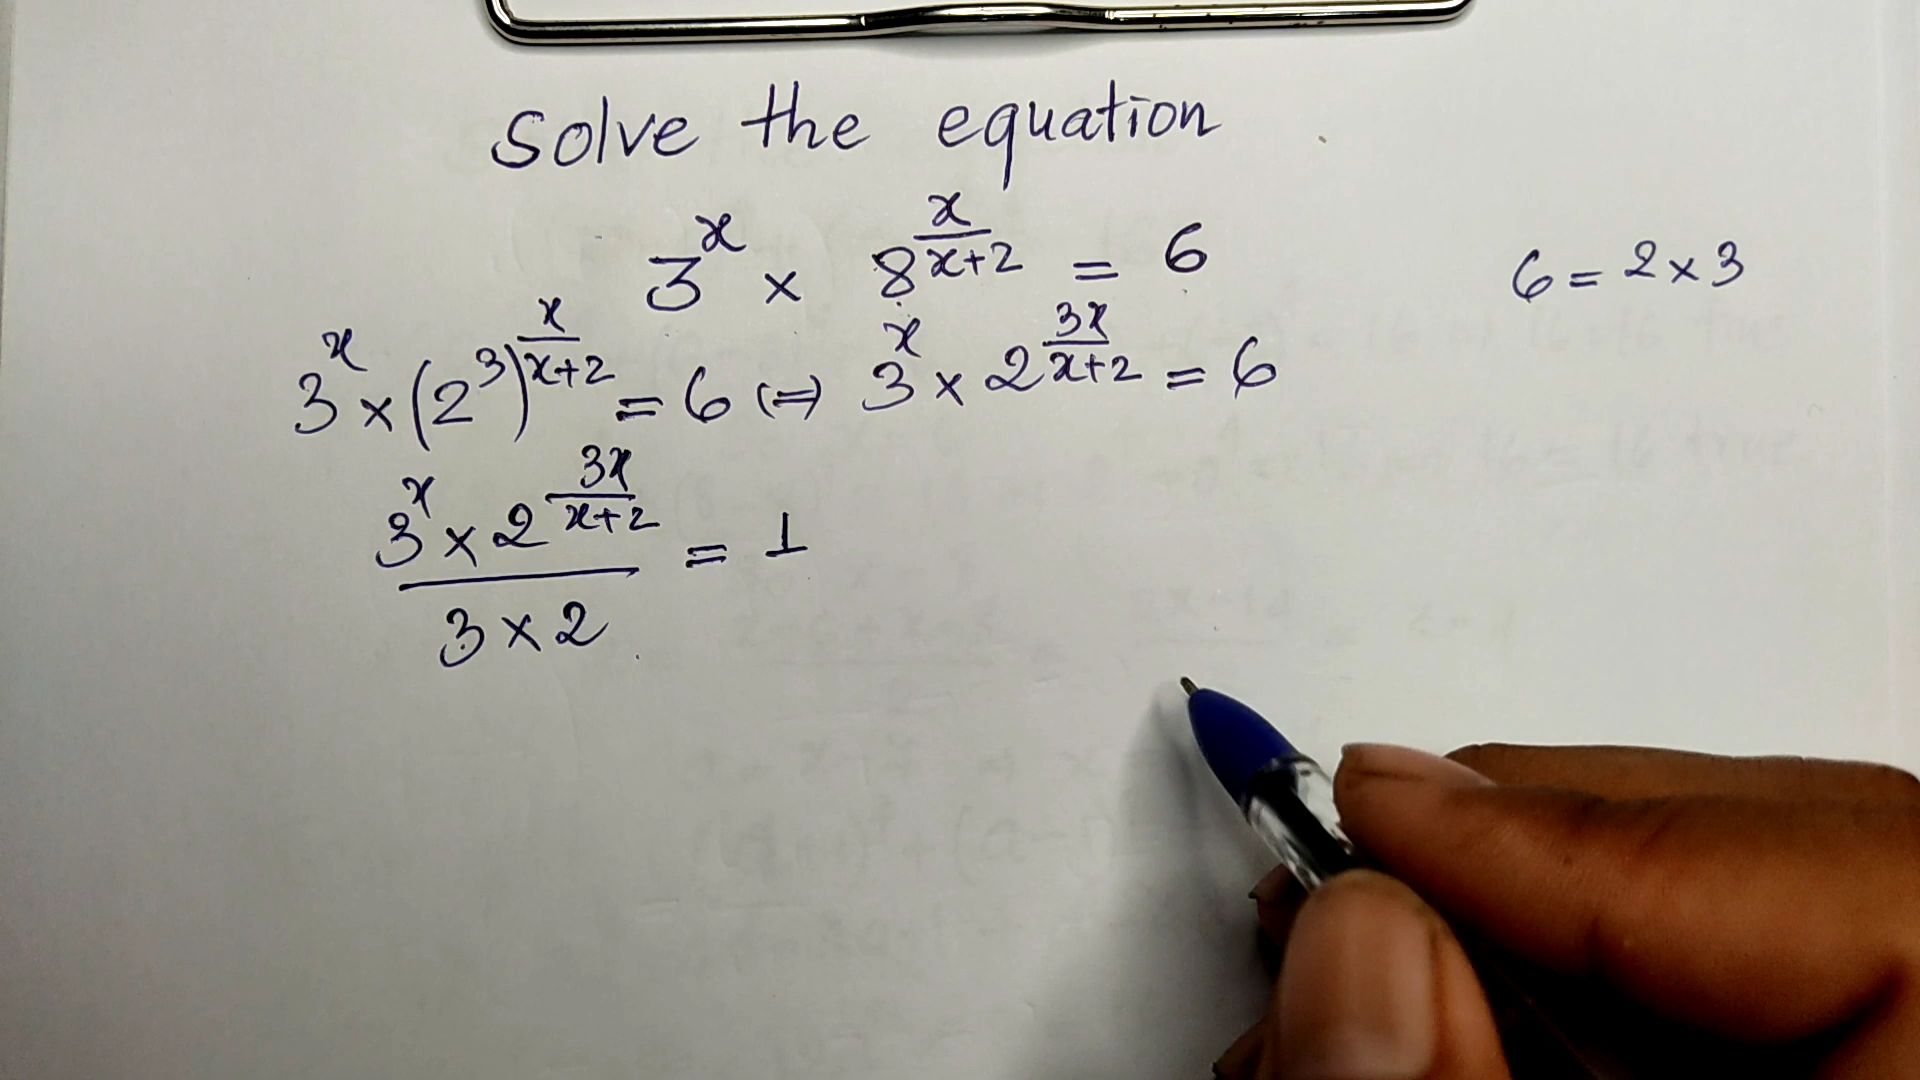 Solve the equation
3^x × 8^(x/(x+2)) = 6
6 = 2 × 3
3^x × (2^3)^(x/(x+2)) = 6 ⇔ 3^x × 2^(3x/(x+2)) = 6
(3^x × 2^(3x/(x+2)))/(3 × 2) = 1